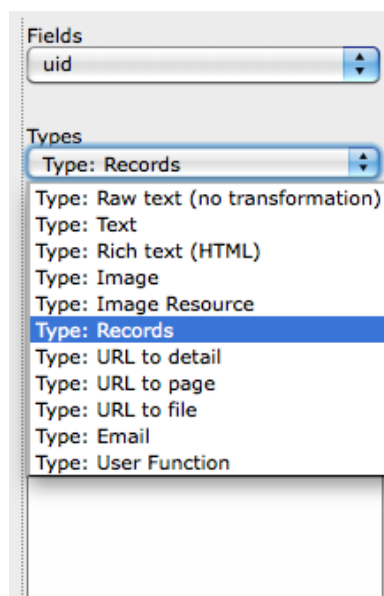 Fields
uid
Types
Type: Records
Type: Raw text (no transformation)
Type: Text
Type: Rich text (HTML)
Type: Image
Type: Image Resource
Type: Records
Type: URL to detail
Type: URL to page
Type: URL to file
Type: Email
Type: User Function